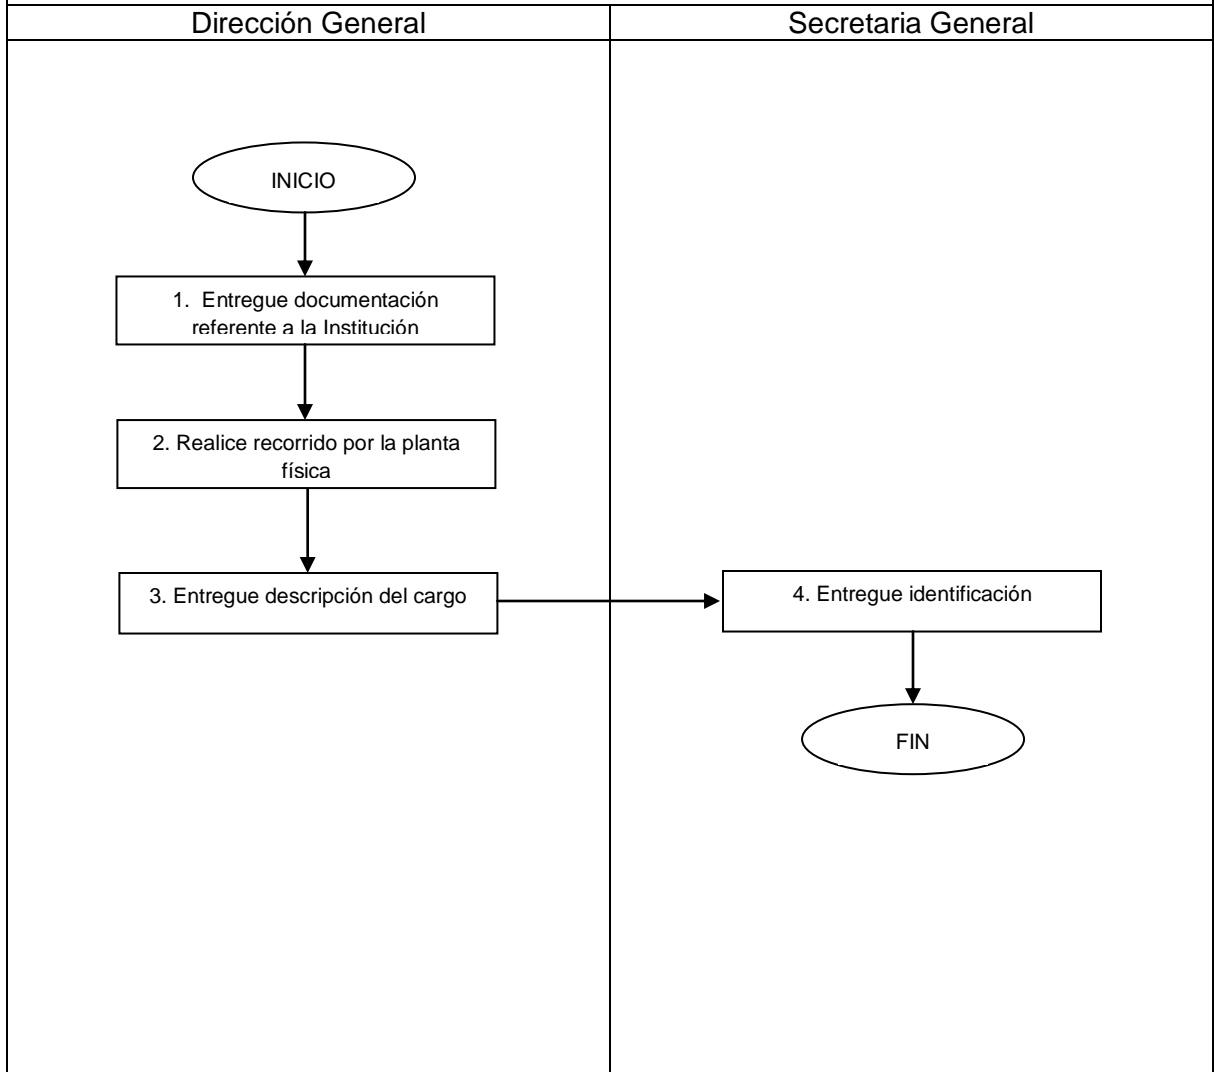 Dirección General
Secretaria General
INICIO
1. Entregue documentación
referente a la Institución
2. Realice recorrido por la planta
física
3. Entregue descripción del cargo
4. Entregue identificación
FIN